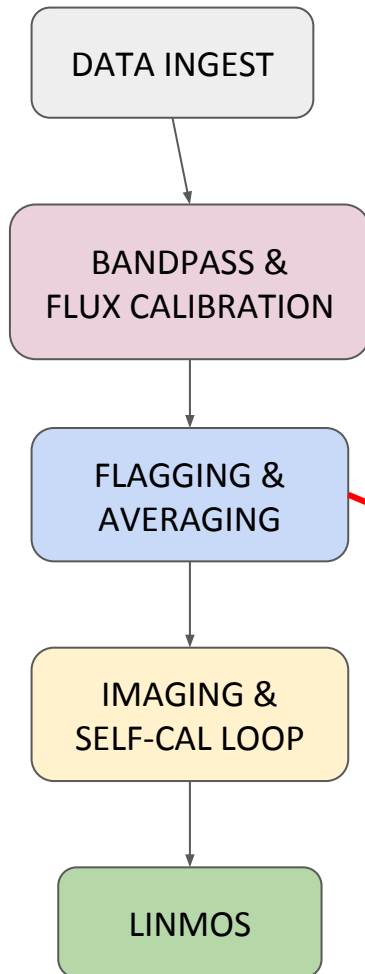 DATA INGEST
BANDPASS &
FLUX CALIBRATION
FLAGGING &
AVERAGING
IMAGING &
SELF-CAL LOOP
LINMOS